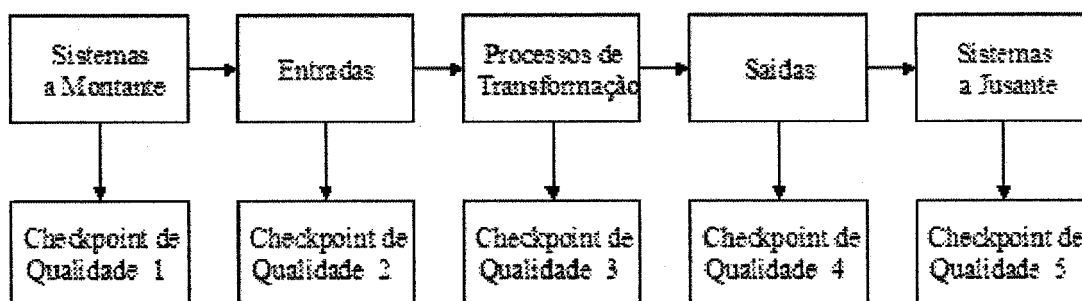 Sistemas
a Montante
Entradas
Processos de
Transformação
Saídas
Sistemas
a Jusante
Checkpoint de
Qualidade 1
Checkpoint de
Qualidade 2
Checkpoint de
Qualidade 3
Checkpoint de
Qualidade 4
Checkpoint de
Qualidade 5